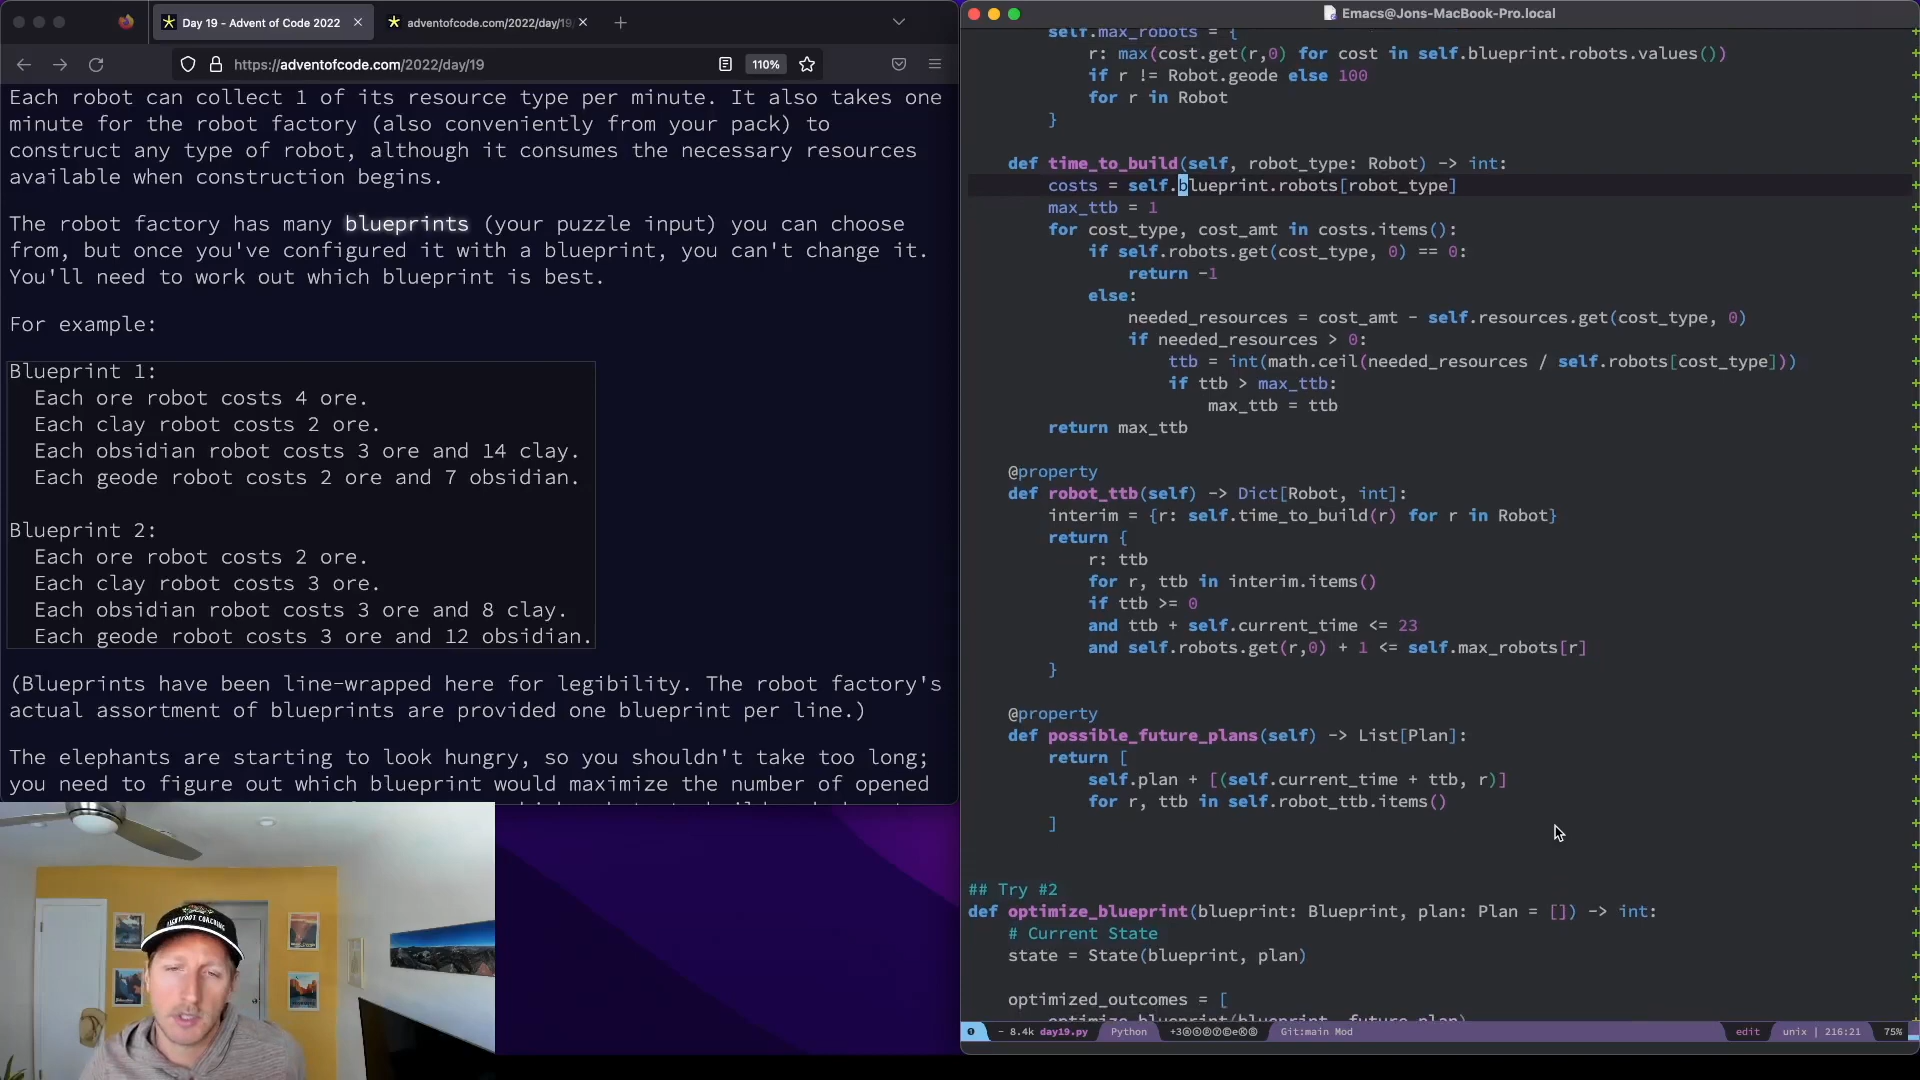 Day 19 - Advent of Code 2022
adventofcode.com/2022/day/19
https://adventofcode.com/2022/day/19
110%
Each robot can collect 1 of its resource type per minute. It also takes one
minute for the robot factory (also conveniently from your pack) to
construct any type of robot, although it consumes the necessary resources
available when construction begins.
The robot factory has many blueprints (your puzzle input) you can choose
from, but once you've configured it with a blueprint, you can't change it.
You'll need to work out which blueprint is best.
For example:
Blueprint 1:
Each ore robot costs 4 ore.
Each clay robot costs 2 ore.
Each obsidian robot costs 3 ore and 14 clay.
Each geode robot costs 2 ore and 7 obsidian.
Blueprint 2:
Each ore robot costs 2 ore.
Each clay robot costs 3 ore.
Each obsidian robot costs 3 ore and 8 clay.
Each geode robot costs 3 ore and 12 obsidian.
(Blueprints have been line-wrapped here for legibility. The robot factory's
actual assortment of blueprints are provided one blueprint per line.)
The elephants are starting to look hungry, so you shouldn't take too long;
you need to figure out which blueprint would maximize the number of opened
LIGHTFOOT COACHING
Emacs@Jons-MacBook-Pro.local
self.max_robots = {
r: max(cost.get(r,0) for cost in self.blueprint.robots.values())
if r != Robot.geode else 100
for r in Robot
}
def time_to_build(self, robot_type: Robot) -> int:
costs = self.blueprint.robots[robot_type]
max_ttb = 1
for cost_type, cost_amt in costs.items():
if self.robots.get(cost_type, 0) == 0:
return -1
else:
needed_resources = cost_amt - self.resources.get(cost_type, 0)
if needed_resources > 0:
ttb = int(math.ceil(needed_resources / self.robots[cost_type]))
if ttb > max_ttb:
max_ttb = ttb
return max_ttb
@property
def robot_ttb(self) -> Dict[Robot, int]:
interim = {r: self.time_to_build(r) for r in Robot}
return {
r: ttb
for r, ttb in interim.items()
if ttb >= 0
and ttb + self.current_time <= 23
and self.robots.get(r,0) + 1 <= self.max_robots[r]
}
@property
def possible_future_plans(self) -> List[Plan]:
return [
self.plan + [(self.current_time + ttb, r)]
for r, ttb in self.robot_ttb.items()
]
## Try #2
def optimize_blueprint(blueprint: Blueprint, plan: Plan = []) -> int:
# Current State
state = State(blueprint, plan)
optimized_outcomes = [
optimize_blueprint(blueprint, future_plan)
- 8.4k day19.py Python Git:main Mod edit unix | 216:21 75%